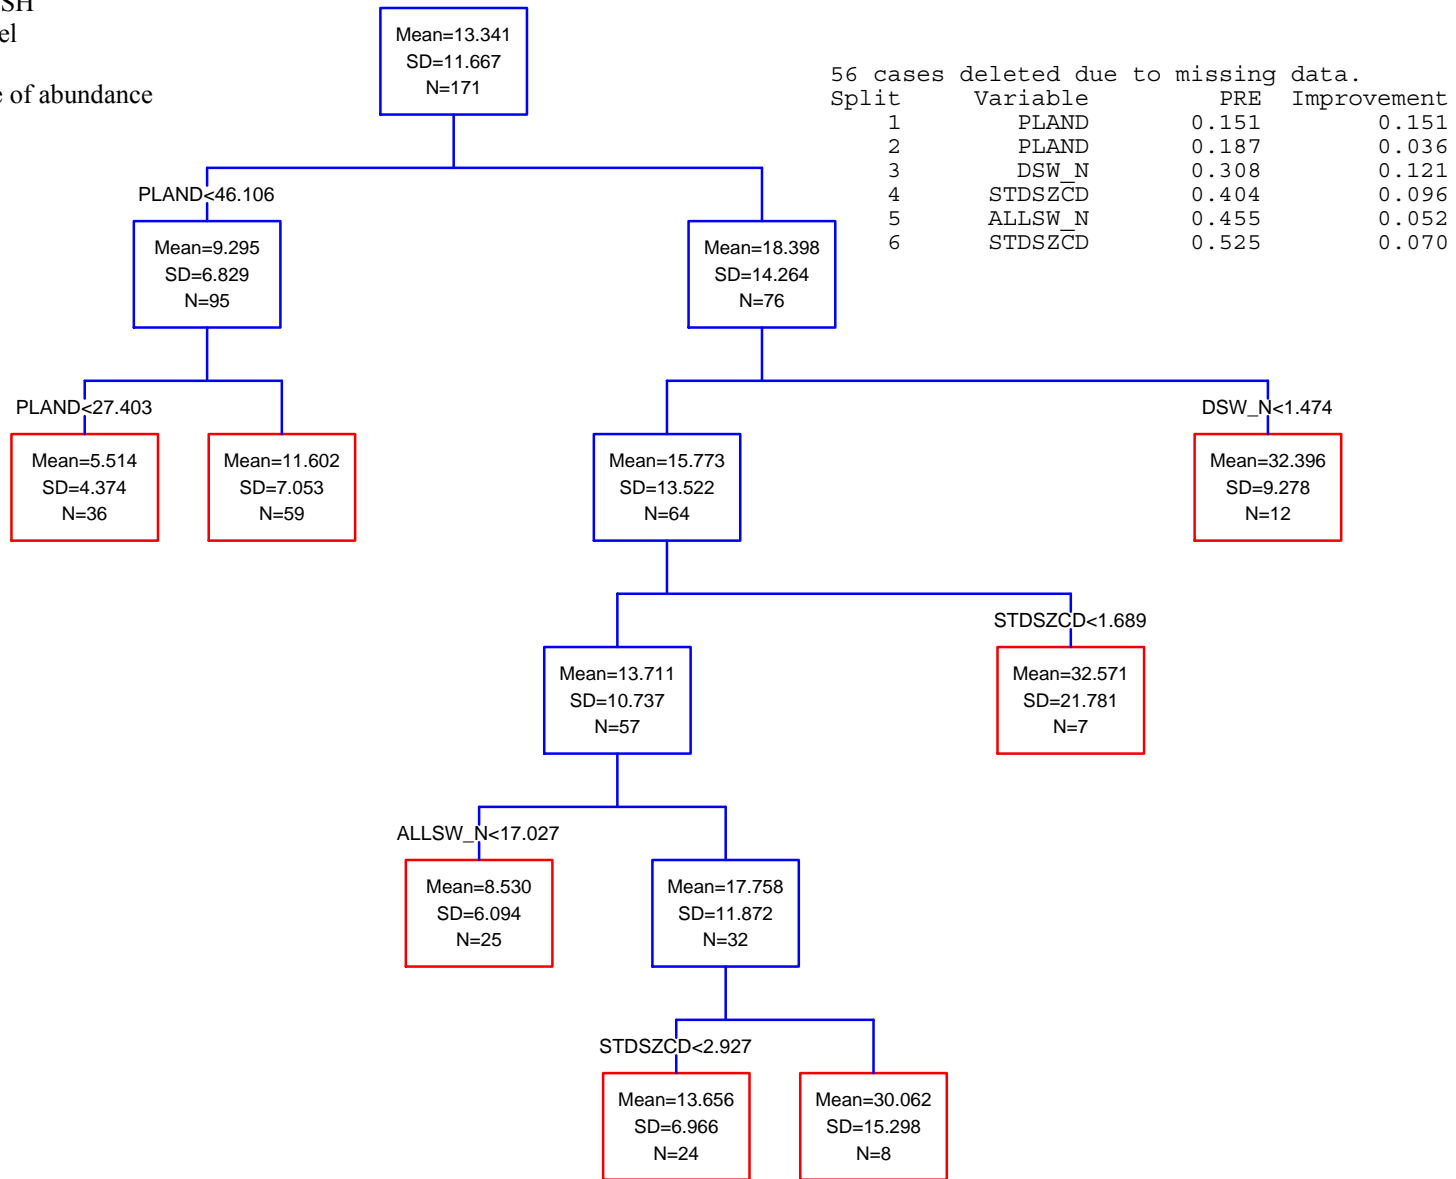 SH
el
e of abundance
Mean=13.341
SD=11.667
N=171
56 cases deleted due to missing data.
Split Variable PRE Improvement
1 PLAND 0.151 0.151
2 PLAND 0.187 0.036
3 DSW_N 0.308 0.121
4 STDSZCD 0.404 0.096
5 ALLSW_N 0.455 0.052
6 STDSZCD 0.525 0.070
PLAND<46.106
Mean=9.295
SD=6.829
N=95
Mean=18.398
SD=14.264
N=76
PLAND<27.403
Mean=5.514
SD=4.374
N=36
Mean=11.602
SD=7.053
N=59
Mean=15.773
SD=13.522
N=64
DSW_N<1.474
Mean=32.396
SD=9.278
N=12
Mean=13.711
SD=10.737
N=57
STDSZCD<1.689
Mean=32.571
SD=21.781
N=7
ALLSW_N<17.027
Mean=8.530
SD=6.094
N=25
Mean=17.758
SD=11.872
N=32
STDSZCD<2.927
Mean=13.656
SD=6.966
N=24
Mean=30.062
SD=15.298
N=8